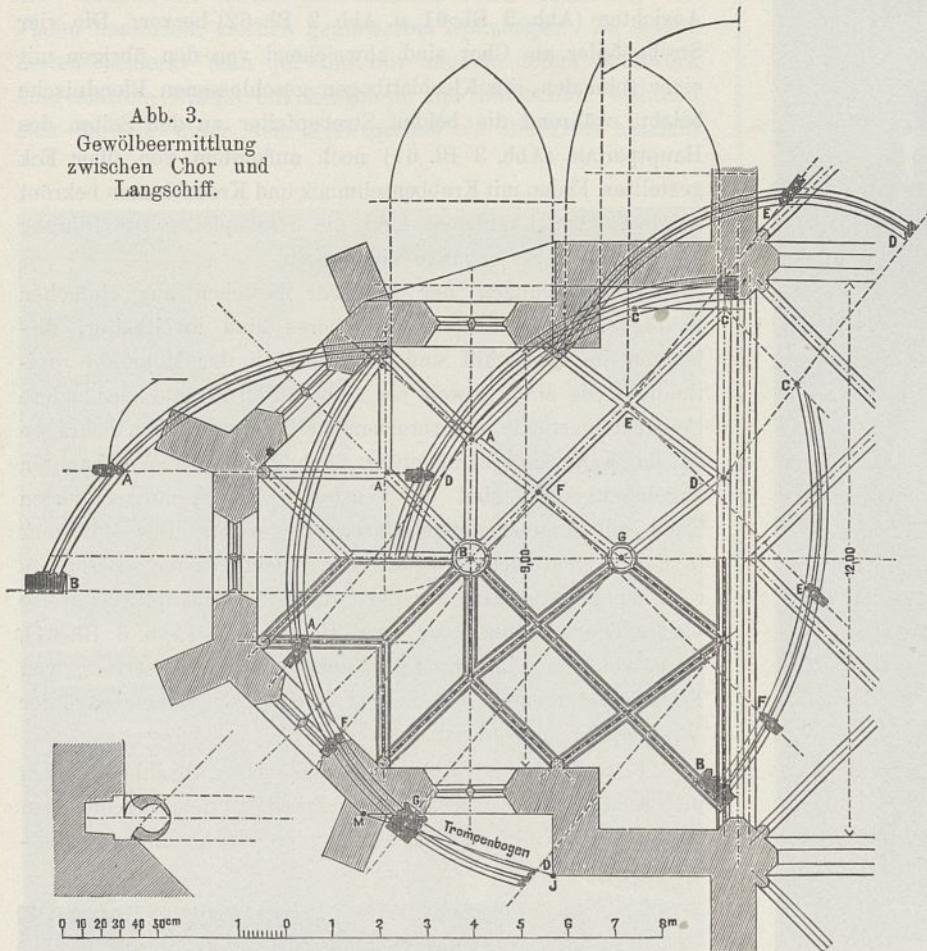 Abb. 3.
Gewölbeermittlung
zwischen Chor und
Langschiff.
E
D
C
C
C
A
E
A
A
D
D
F
B
G
B
9,00
12,00
E
A
F
F
B
G
M
Trompenbogen
D
J
0 10 20 30 40 50cm
1 0 1 2 3 4 5 6 7 8m